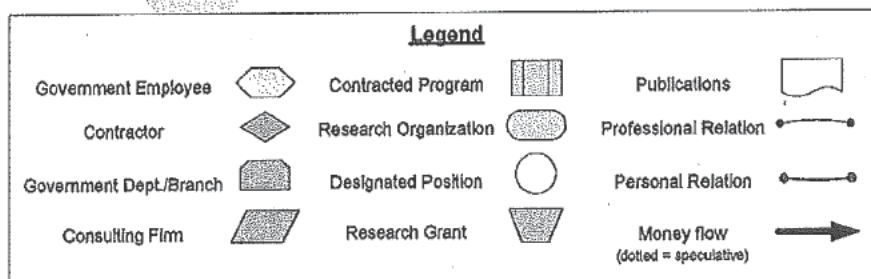 Legend
Government Employee
Contracted Program
Publications
Contractor
Research Organization
Professional Relation
Government Dept./Branch
Designated Position
Personal Relation
Consulting Firm
Research Grant
Money flow
(dotted = speculative)